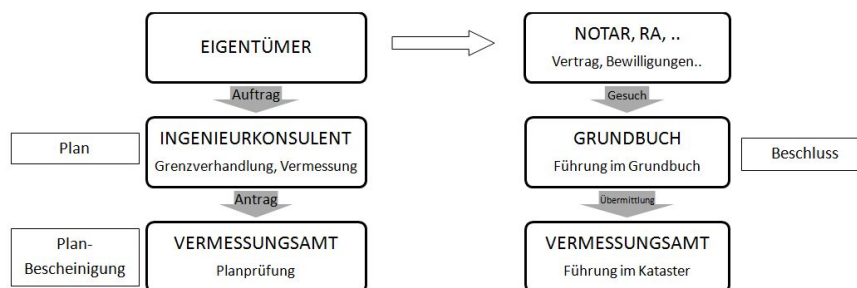 EIGENTÜMER
NOTAR, RA, ..
Vertrag, Bewilligungen..
Auftrag
Gesuch
Plan
INGENIEURKONSULENT
Grenzverhandlung, Vermessung
GRUNDBUCH
Führung im Grundbuch
Beschluss
Antrag
Übermittlung
Plan-
Bescheinigung
VERMESSUNGSAMT
Planprüfung
VERMESSUNGSAMT
Führung im Kataster